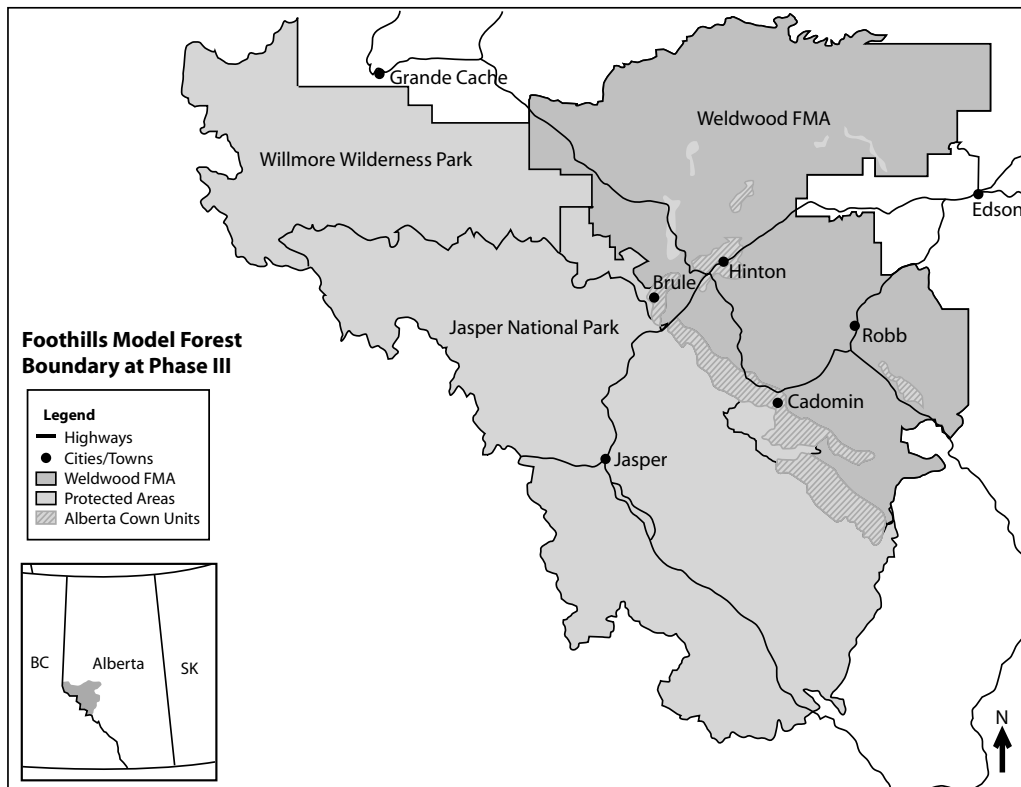 Grande Cache
Weldwood FMA
Willmore Wilderness Park
Edson
Hinton
Brule
Jasper National Park
Robb
Cadomin
Jasper
Foothills Model Forest
Boundary at Phase III
Legend
Highways
Cities/Towns
Weldwood FMA
Protected Areas
Alberta Cown Units
BC
Alberta
SK
N